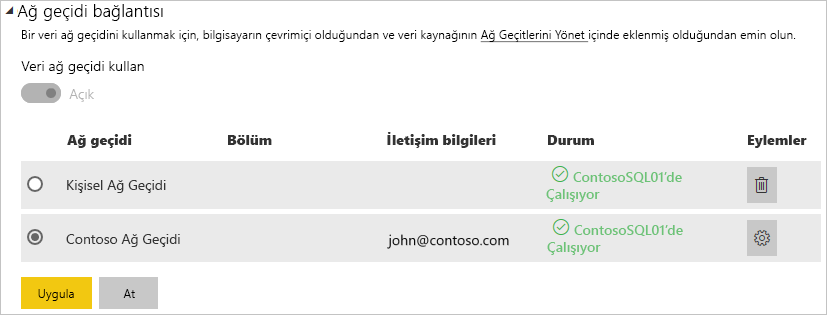 Ağ geçidi bağlantısı
Bir veri ağ geçidini kullanmak için, bilgisayarın çevrimiçi olduğundan ve veri kaynağının Ağ Geçitlerini Yönet içinde eklenmiş olduğundan emin olun.
Veri ağ geçidi kullan
Açık
Ağ geçidi Bölüm İletişim bilgileri Durum Eylemler
Kişisel Ağ Geçidi ContosoSQL01'de
Çalışıyor
Contoso Ağ Geçidi john@contoso.com ContosoSQL01'de
Çalışıyor
Uygula At